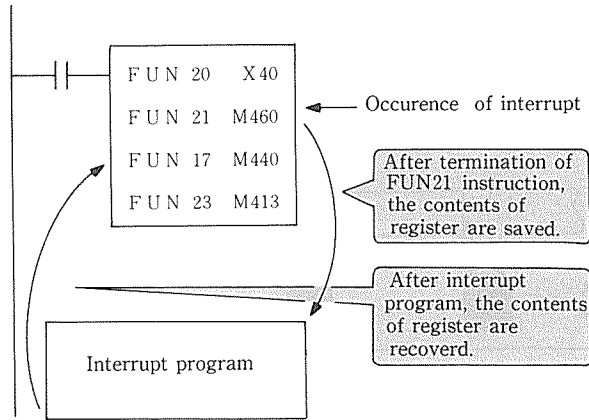 FUN 20 X40
FUN 21 M460
FUN 17 M440
FUN 23 M413
Occurence of interrupt
After termination of
FUN21 instruction,
the contents of
register are saved.
After interrupt
program, the contents
of register are
recoverd.
Interrupt program